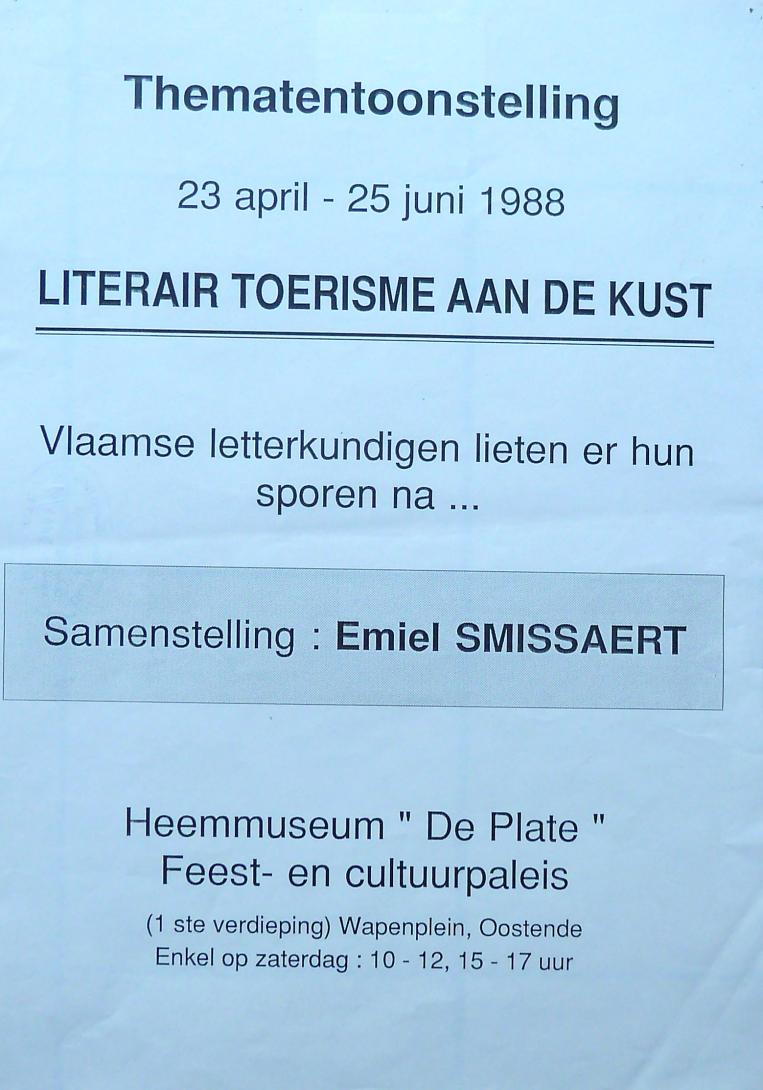 Thematentoonstelling
23 april - 25 juni 1988
LITERAIR TOERISME AAN DE KUST
Vlaamse letterkundigen lieten er hun
sporen na ...
Samenstelling : Emiel SMISSAERT
Heemmuseum " De Plate "
Feest- en cultuurpaleis
(1 ste verdieping) Wapenplein, Oostende
Enkel op zaterdag : 10 - 12, 15 - 17 uur